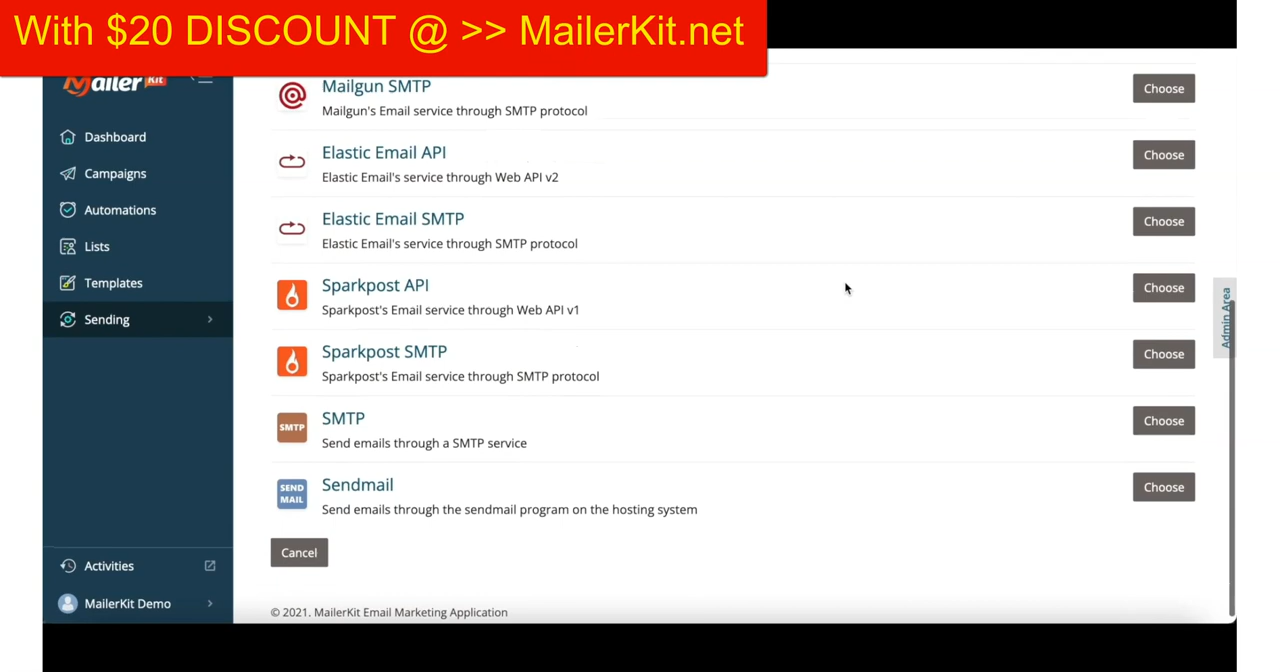 With $20 DISCOUNT @ >> MailerKit.net
Mailer Kit
Dashboard
Campaigns
Automations
Lists
Templates
Sending
Activities
MailerKit Demo
Mailgun SMTP
Mailgun's Email service through SMTP protocol
Choose
Elastic Email API
Elastic Email's service through Web API v2
Choose
Elastic Email SMTP
Elastic Email's service through SMTP protocol
Choose
Sparkpost API
Sparkpost's Email service through Web API v1
Choose
Sparkpost SMTP
Sparkpost's Email service through SMTP protocol
Choose
SMTP
SMTP
Send emails through a SMTP service
Choose
SEND
MAIL
Sendmail
Send emails through the sendmail program on the hosting system
Choose
Cancel
© 2021. MailerKit Email Marketing Application
Admin Area